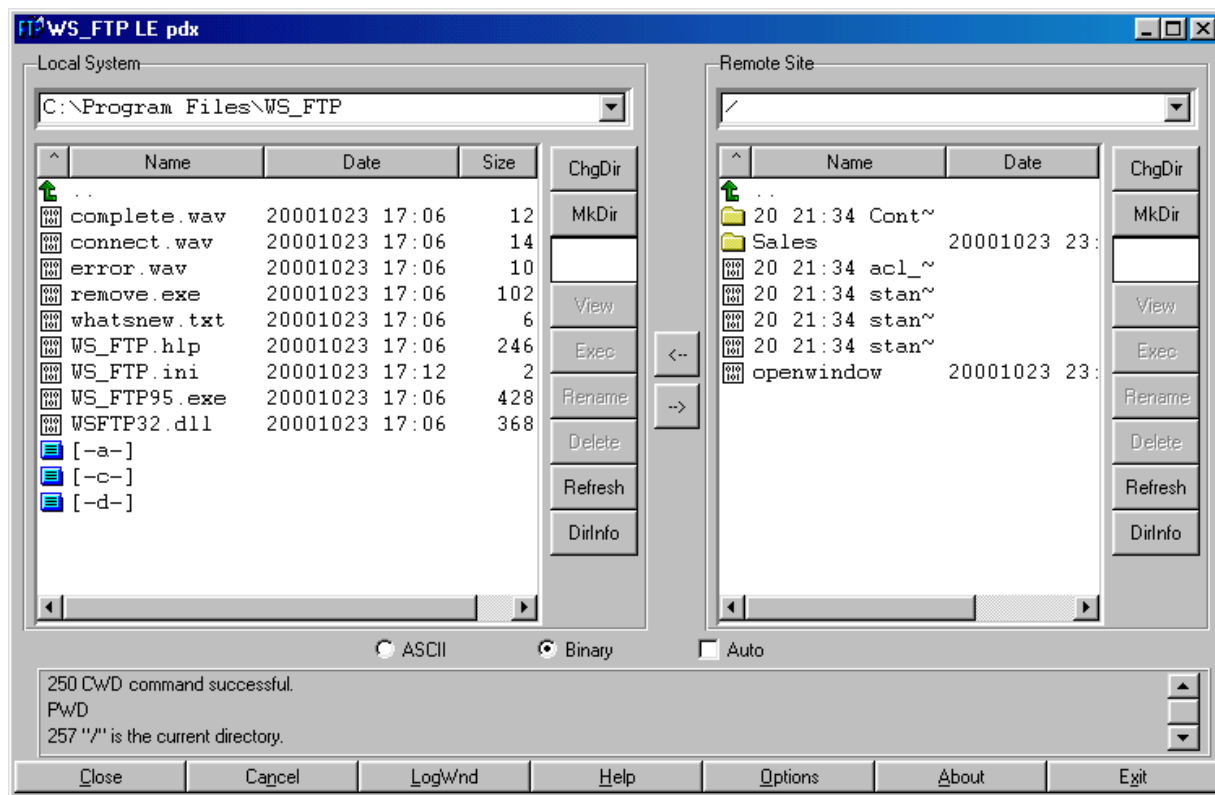 WS_FTP LE pdx
Local System
C:\Program Files\WS_FTP
^ Name Date Size
..
complete.wav 20001023 17:06 12
connect.wav 20001023 17:06 14
error.wav 20001023 17:06 10
remove.exe 20001023 17:06 102
whatsnew.txt 20001023 17:06 6
WS_FTP.hlp 20001023 17:06 246
WS_FTP.ini 20001023 17:12 2
WS_FTP95.exe 20001023 17:06 428
WSFTP32.dll 20001023 17:06 368
[-a-]
[-c-]
[-d-]
ChgDir
MkDir
View
Exec
Rename
Delete
Refresh
DirInfo
<--
-->
Remote Site
/
^ Name Date
..
20 21:34 Cont~
Sales 20001023 23:
20 21:34 acl_~
20 21:34 stan~
20 21:34 stan~
20 21:34 stan~
openwindow 20001023 23:
ChgDir
MkDir
View
Exec
Rename
Delete
Refresh
DirInfo
ASCII Binary Auto
250 CWD command successful.
PWD
257 "/" is the current directory.
Close Cancel LogWnd Help Options About Exit